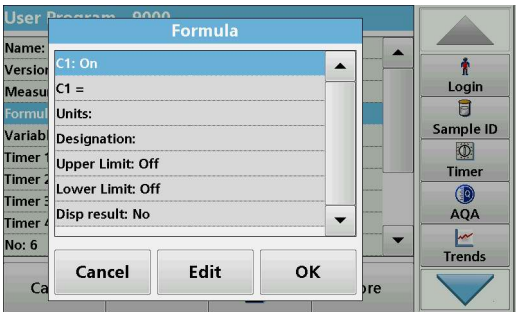 User Program 9000
Formula
Name:
Version
Measu
Formul
Variabl
Timer 1
Timer 2
Timer 3
Timer 4
No: 6
C1: On
C1 =
Units:
Designation:
Upper Limit: Off
Lower Limit: Off
Disp result: No
Cancel
Edit
OK
Ca
ore
Login
Sample ID
Timer
AQA
Trends